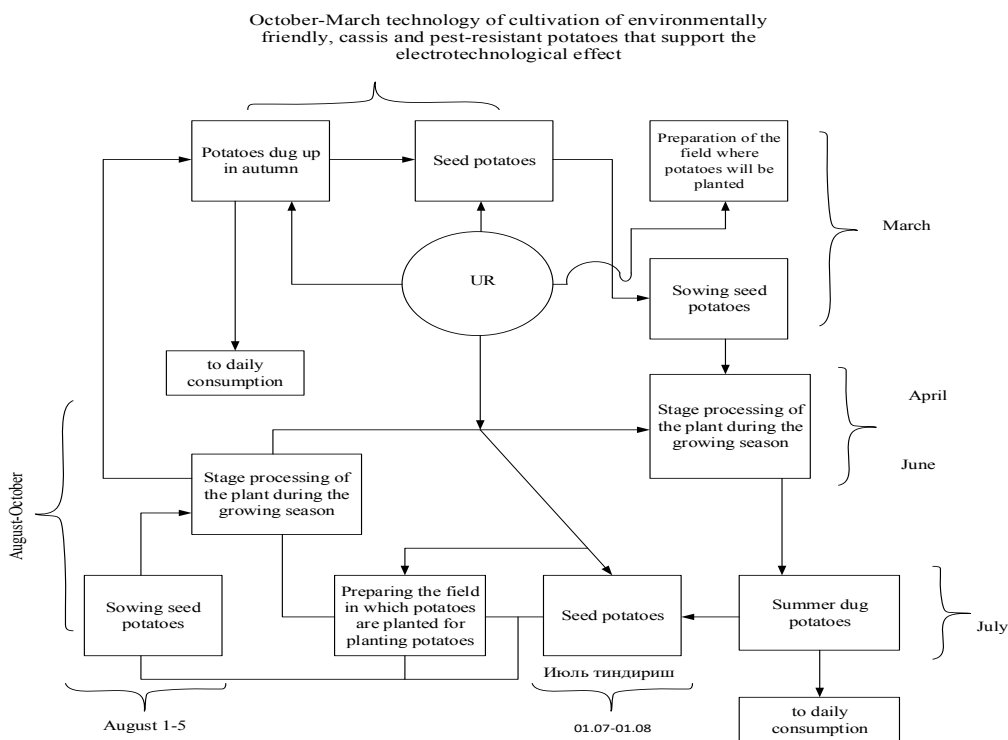 October-March technology of cultivation of environmentally
friendly, cassis and pest-resistant potatoes that support the
electrotechnological effect
Potatoes dug up
in autumn
Seed potatoes
Preparation of the
field where
potatoes will be
planted
March
UR
Sowing seed
potatoes
to daily
consumption
Stage processing of
the plant during the
growing season
April
June
August-October
Stage processing of
the plant during the
growing season
Sowing seed
potatoes
Preparing the field
in which potatoes
are planted for
planting potatoes
Seed potatoes
Summer dug
potatoes
July
Июль тиндириш
August 1-5
01.07-01.08
to daily
consumption